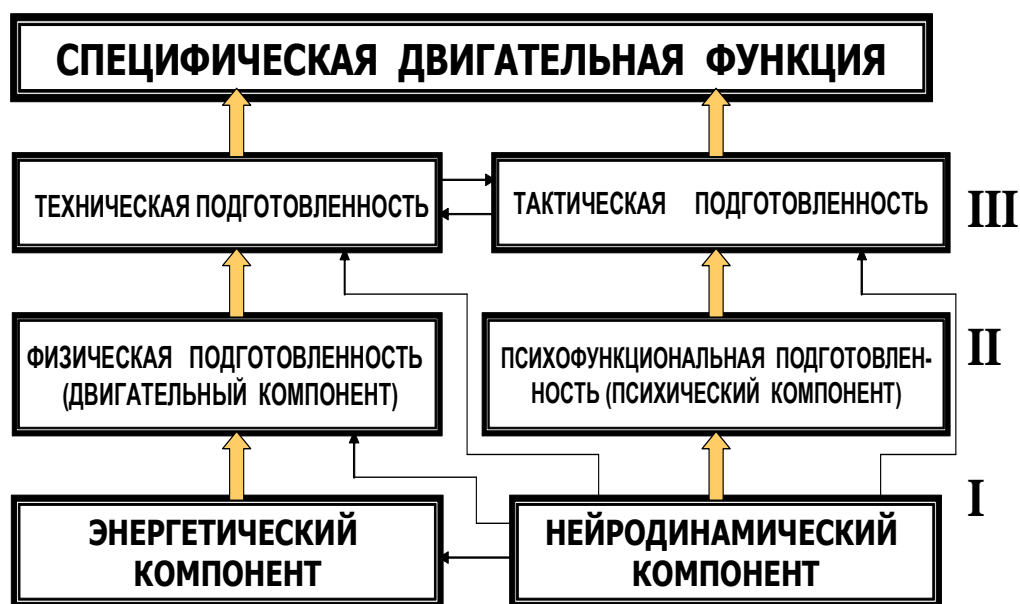 СПЕЦИФИЧЕСКАЯ ДВИГАТЕЛЬНАЯ ФУНКЦИЯ
ТЕХНИЧЕСКАЯ ПОДГОТОВЛЕННОСТЬ
ТАКТИЧЕСКАЯ ПОДГОТОВЛЕННОСТЬ
III
ФИЗИЧЕСКАЯ ПОДГОТОВЛЕННОСТЬ
(ДВИГАТЕЛЬНЫЙ КОМПОНЕНТ)
ПСИХОФУНКЦИОНАЛЬНАЯ ПОДГОТОВЛЕН-
НОСТЬ (ПСИХИЧЕСКИЙ КОМПОНЕНТ)
II
ЭНЕРГЕТИЧЕСКИЙ
КОМПОНЕНТ
НЕЙРОДИНАМИЧЕСКИЙ
КОМПОНЕНТ
I